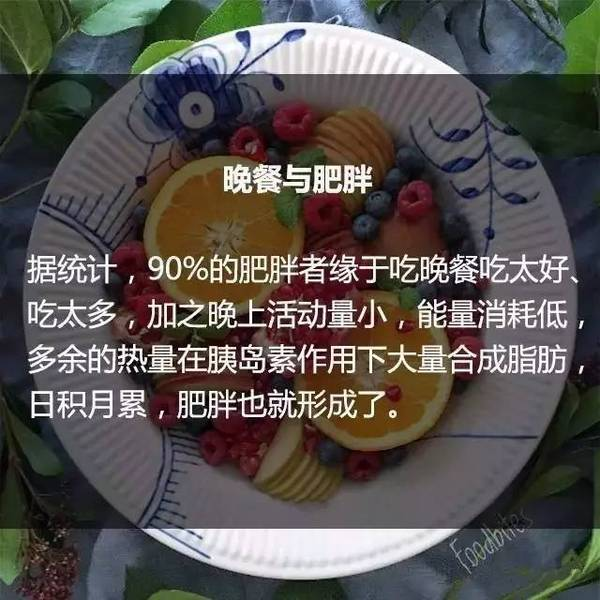 晚餐与肥胖
据统计，90%的肥胖者缘于吃晚餐吃太好、
吃太多，加之晚上活动量小，能量消耗低，
多余的热量在胰岛素作用下大量合成脂肪，
日积月累，肥胖也就形成了。
Foodbites